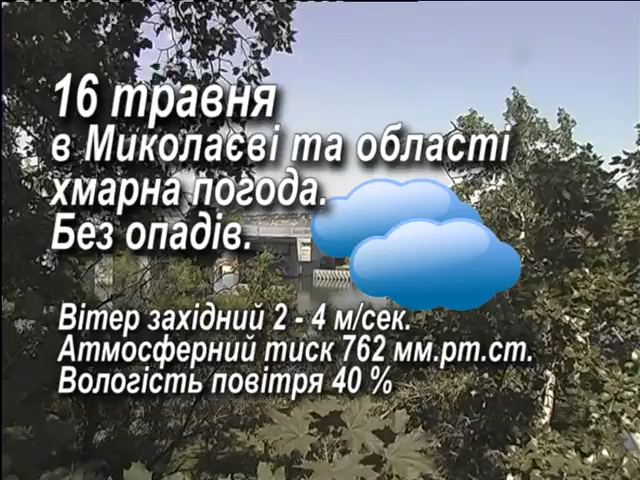 16 травня
в Миколаєві та області
хмарна погода.
Без опадів.
Вітер західний 2 - 4 м/сек.
Атмосферний тиск 762 мм.рт.ст.
Вологість повітря 40 %